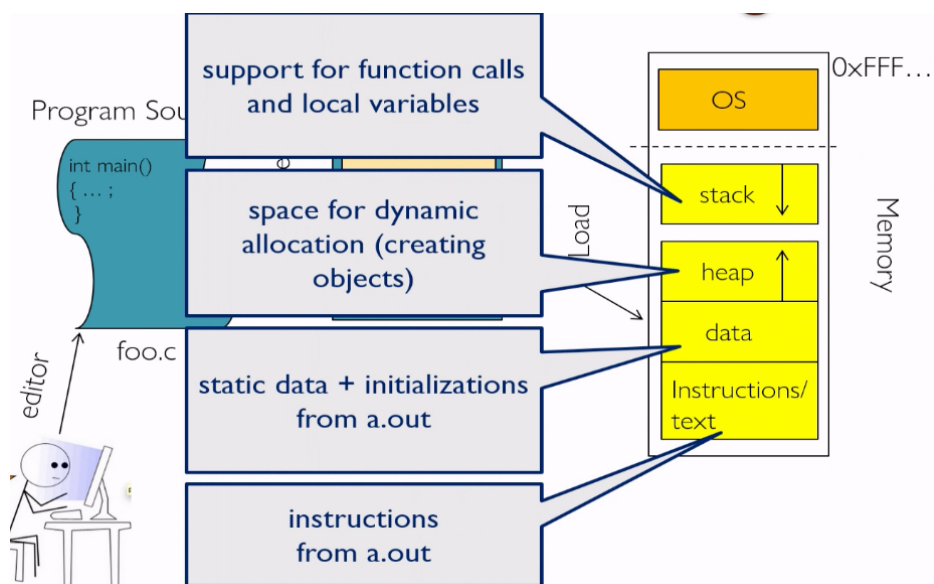 support for function calls
and local variables
0xFFF...
OS
Program Sou
int main()
{ ... ;
}
stack
space for dynamic
allocation (creating
objects)
Load
heap
Memory
data
foo.c
editor
static data + initializations
from a.out
Instructions/
text
instructions
from a.out